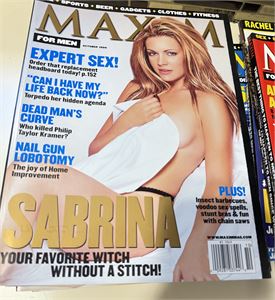 SPORTS • BEER • GADGETS • CLOTHES • FITNESS
MAXIM
FOR MEN
OCTOBER 1999
RACHEL
EXPERT SEX!
Order that replacement
headboard today! p.152
"CAN I HAVE MY
LIFE BACK NOW?"
Torpedo her hidden agenda
DEAD MAN'S
CURVE
Who killed Philip
Taylor Kramer?
NAIL GUN
LOBOTOMY
The joy of Home
Improvement
PLUS!
Insect barbecues,
voodoo sex spells,
stunt bras & fun
with chain saws
SABRINA
YOUR FAVORITE WITCH
WITHOUT A STITCH!
WWW.MAXIMMAG.COM